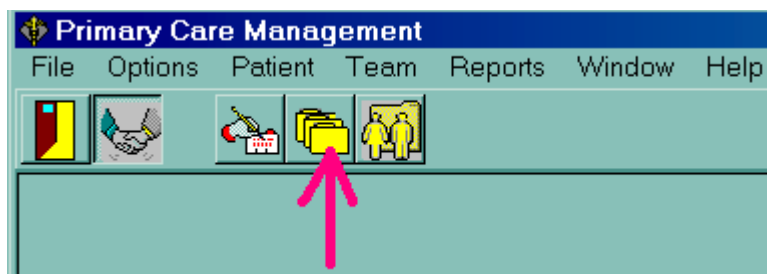 Primary Care Management
File Options Patient Team Reports Window Help